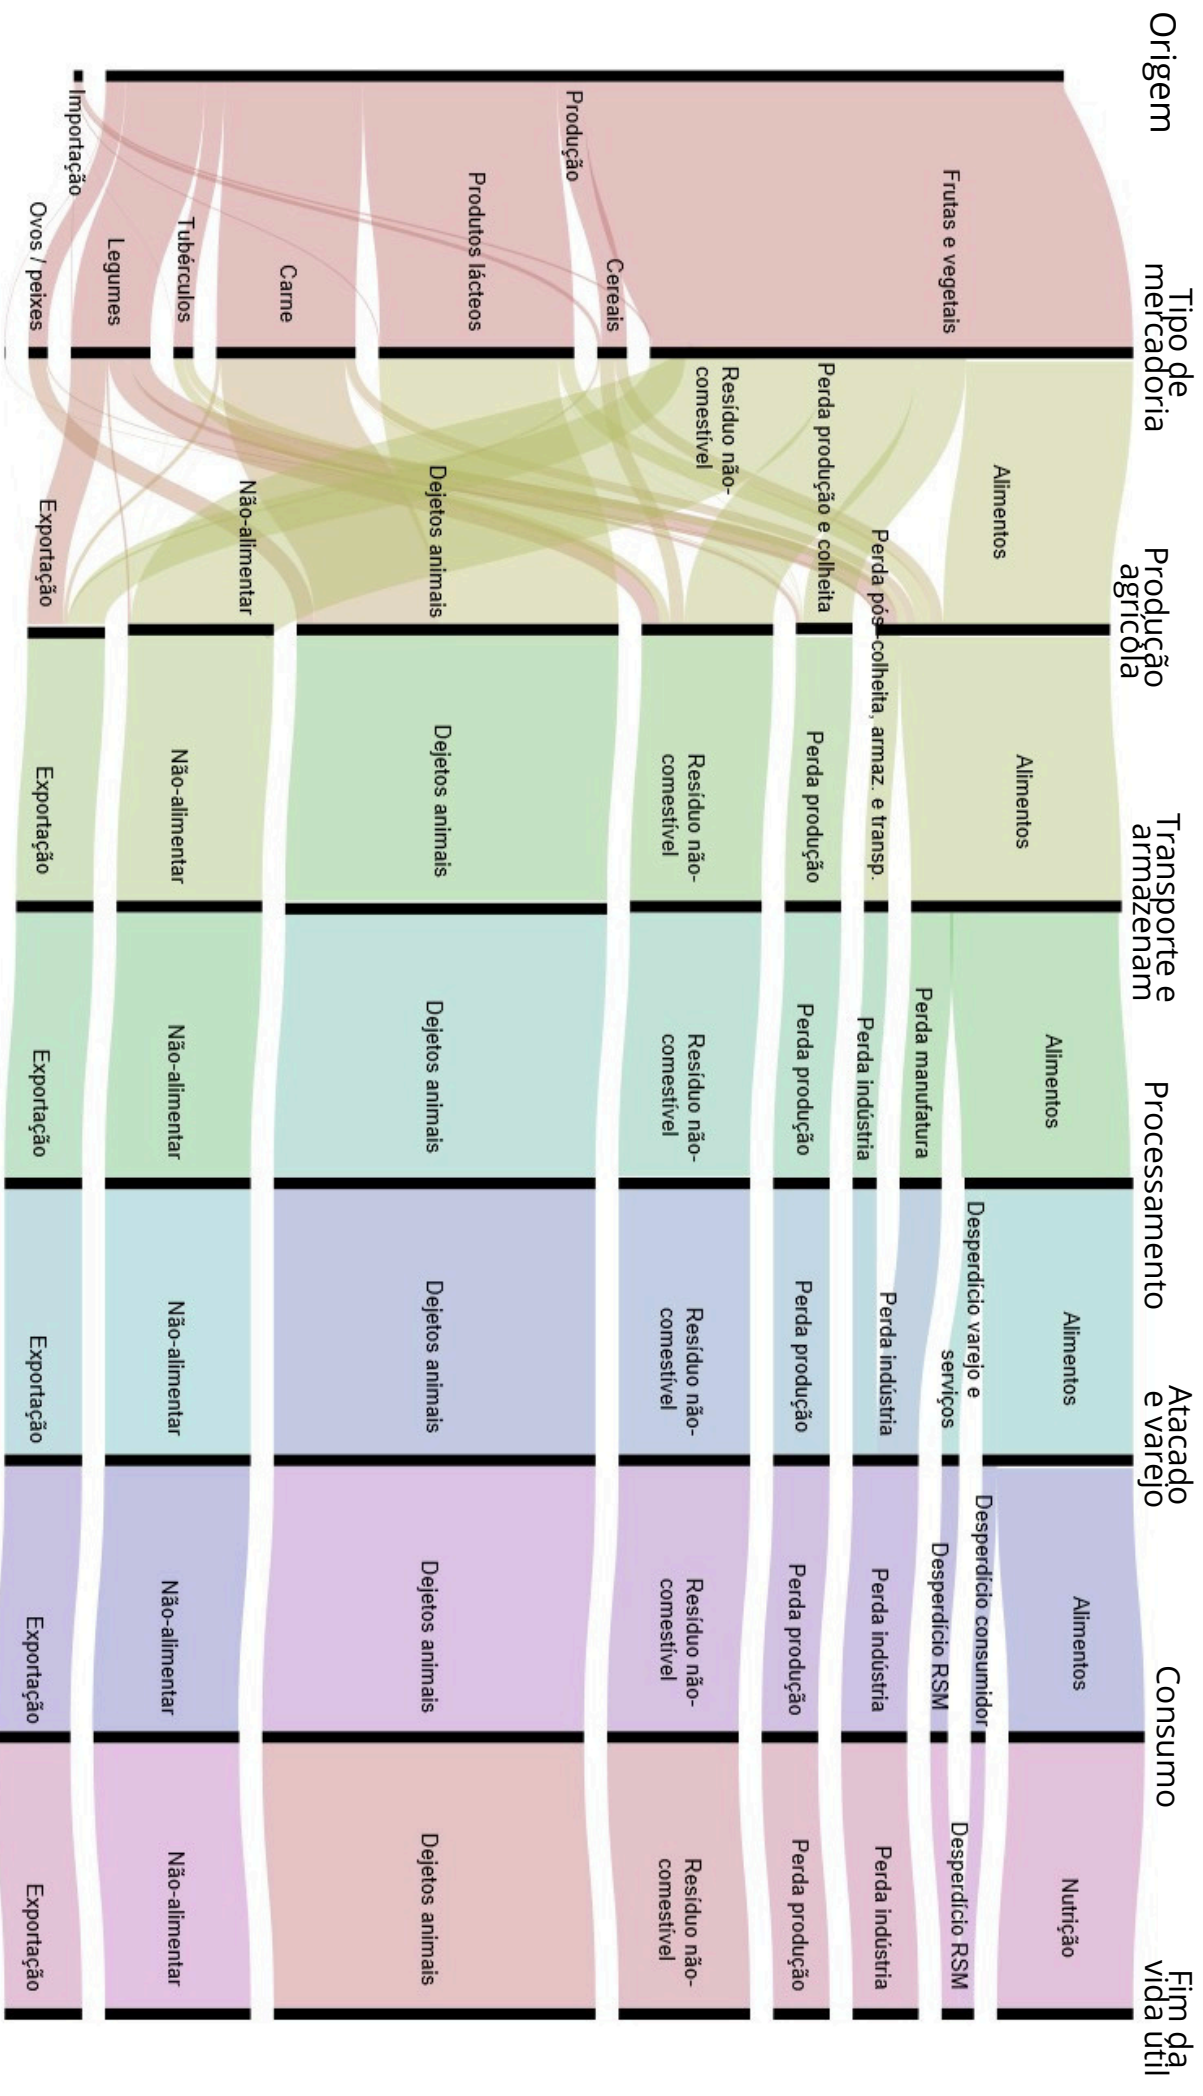 Origem
Tipo de
mercadoria
Produção
agrícola
Transporte e
armazenam
Processamento
Atacado
e varejo
Consumo
Fim da
vida útil
Produção
Importação
Frutas e vegetais
Cereais
Produtos lácteos
Carne
Tubérculos
Legumes
Ovos / peixes
Alimentos
Perda pós-colheita, armaz. e transp.
Perda produção e colheita
Resíduo não-
comestível
Dejetos animais
Não-alimentar
Exportação
Alimentos
Perda produção
Resíduo não-
comestível
Dejetos animais
Não-alimentar
Exportação
Alimentos
Perda manufatura
Perda indústria
Perda produção
Resíduo não-
comestível
Dejetos animais
Não-alimentar
Exportação
Alimentos
Desperdício varejo e
serviços
Perda indústria
Perda produção
Resíduo não-
comestível
Dejetos animais
Não-alimentar
Exportação
Alimentos
Desperdício consumidor
Desperdício RSM
Perda indústria
Perda produção
Resíduo não-
comestível
Dejetos animais
Não-alimentar
Exportação
Nutrição
Desperdício RSM
Perda indústria
Perda produção
Resíduo não-
comestível
Dejetos animais
Não-alimentar
Exportação